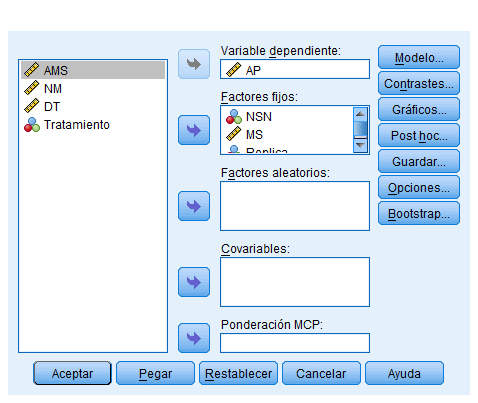 AMS
NM
DT
Tratamiento
Variable dependiente:
AP
Factores fijos:
NSN
MS
Replica
Factores aleatorios:
Covariables:
Ponderación MCP:
Modelo...
Contrastes...
Gráficos...
Post hoc...
Guardar...
Opciones...
Bootstrap...
Aceptar
Pegar
Restablecer
Cancelar
Ayuda